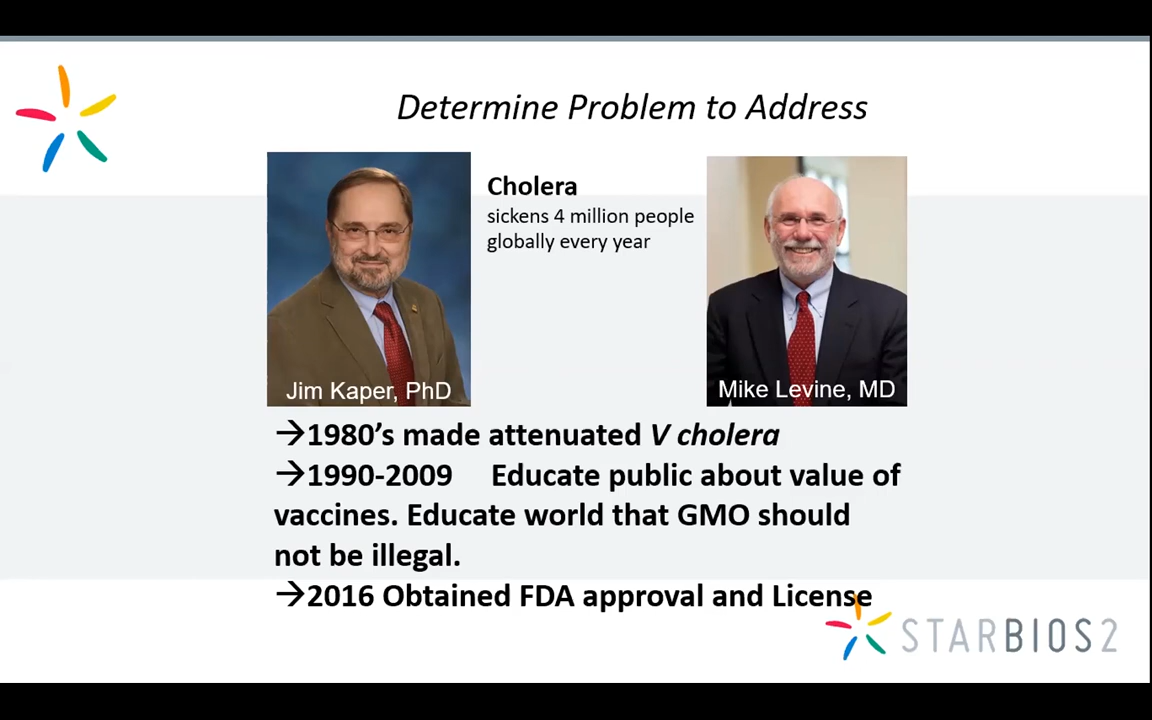 Determine Problem to Address
Cholera
sickens 4 million people
globally every year
Jim Kaper, PhD
Mike Levine, MD
→1980’s made attenuated V cholera
→1990-2009 Educate public about value of
vaccines. Educate world that GMO should
not be illegal.
→2016 Obtained FDA approval and License
STARBIOS2